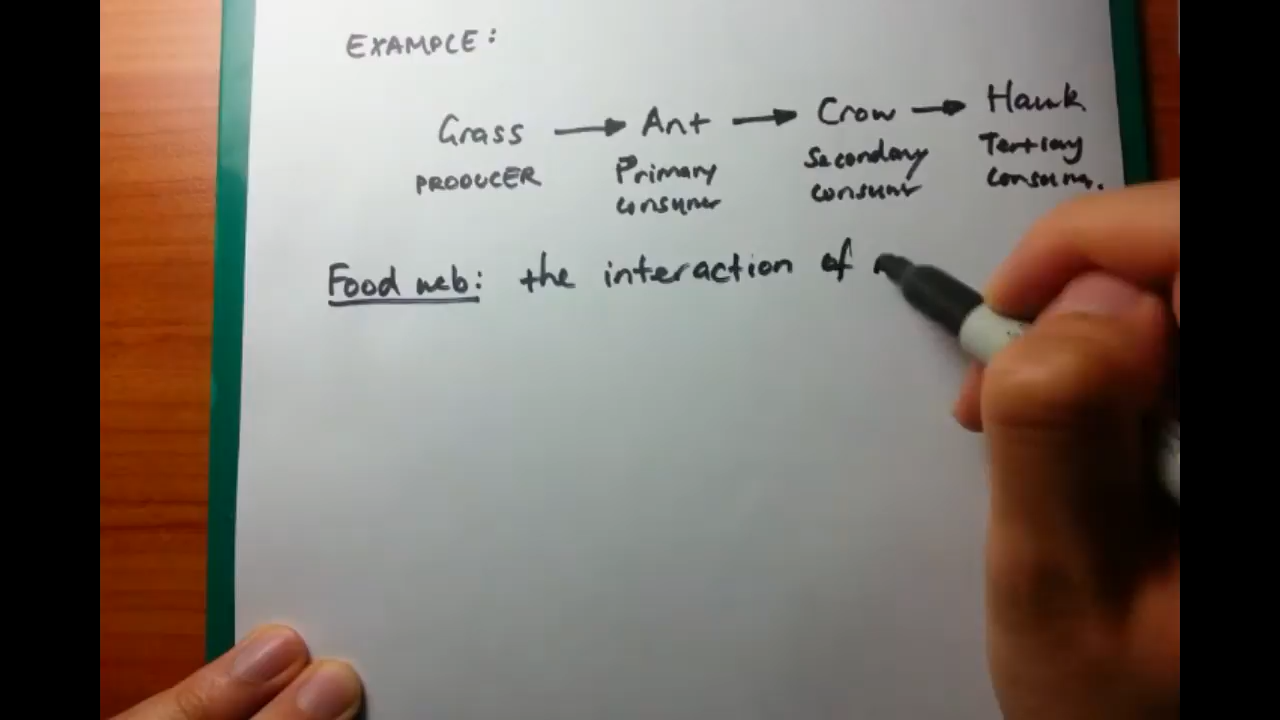 EXAMPLE:
Grass → Ant → Crow → Hawk
PRODUCER Primary consumer Secondary consumer Tertiary consum.
Food web: the interaction of